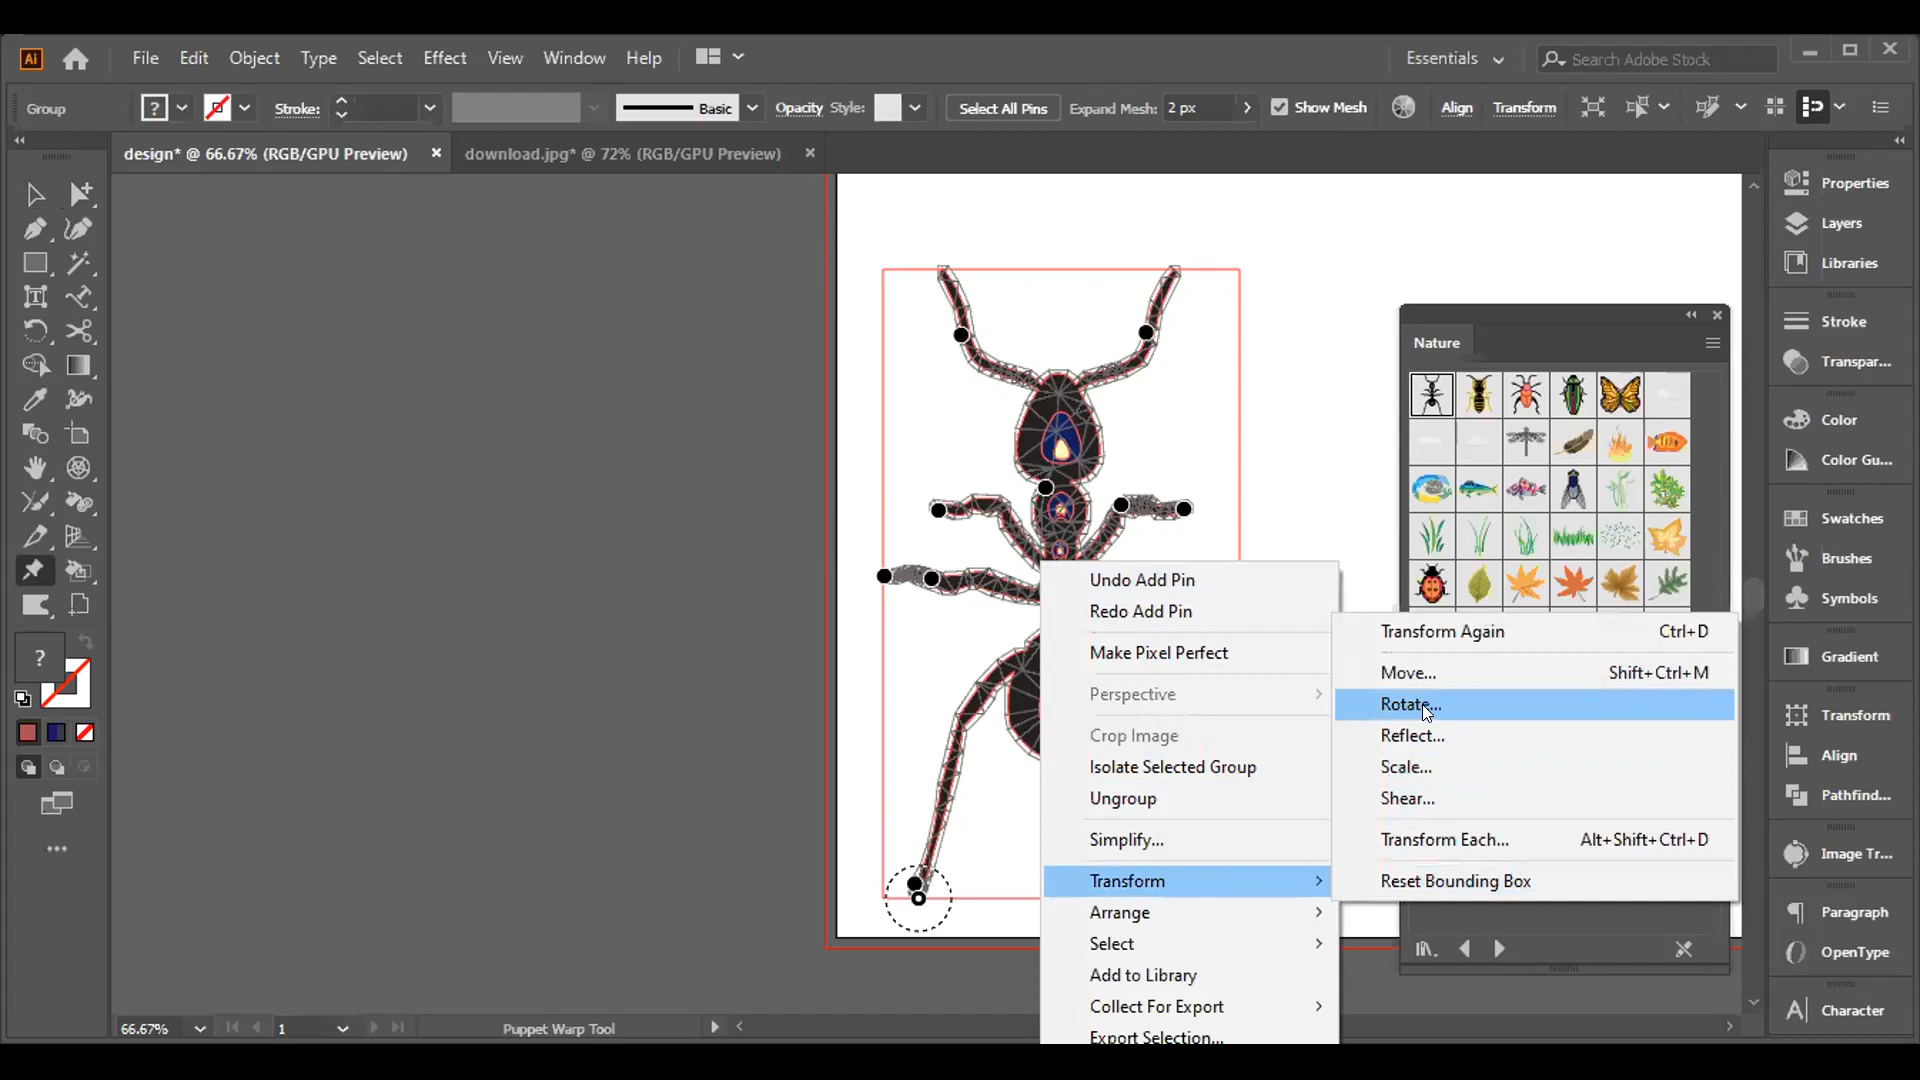 Ai File Edit Object Type Select Effect View Window Help Essentials Search Adobe Stock
Group ? Stroke: Basic Opacity Style: Select All Pins Expand Mesh: 2 px Show Mesh Align Transform
design* @ 66.67% (RGB/GPU Preview) download.jpg* @ 72% (RGB/GPU Preview)
Properties
Layers
Libraries
Stroke
Transpar...
Color
Color Gu...
Swatches
Brushes
Symbols
Gradient
Transform
Align
Pathfind...
Image Tr...
Paragraph
OpenType
Character
Nature
?
Undo Add Pin
Redo Add Pin
Make Pixel Perfect
Perspective
Crop Image
Isolate Selected Group
Ungroup
Simplify...
Transform
Arrange
Select
Add to Library
Collect For Export
Export Selection...
Transform Again Ctrl+D
Move... Shift+Ctrl+M
Rotate...
Reflect...
Scale...
Shear...
Transform Each... Alt+Shift+Ctrl+D
Reset Bounding Box
66.67% 1 Puppet Warp Tool